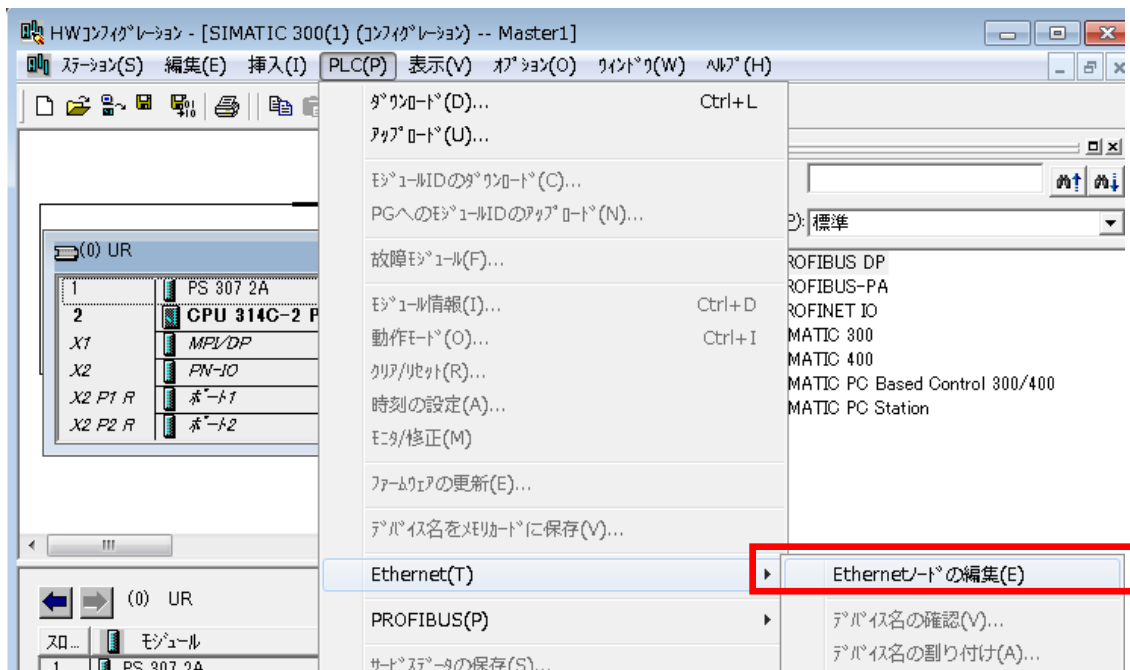 HWｺﾝﾌｨｸﾞﾚｰｼｮﾝ - [SIMATIC 300(1) (ｺﾝﾌｨｸﾞﾚｰｼｮﾝ) -- Master1]
ｽﾃｰｼｮﾝ(S) 編集(E) 挿入(I) PLC(P) 表示(V) ｵﾌﾟｼｮﾝ(O) ｳｨﾝﾄﾞｳ(W) ﾍﾙﾌﾟ(H)
ﾀﾞｳﾝﾛｰﾄﾞ(D)... Ctrl+L
ｱｯﾌﾟﾛｰﾄﾞ(U)...
ﾓｼﾞｭｰﾙIDのﾀﾞｳﾝﾛｰﾄﾞ(C)...
PGへのﾓｼﾞｭｰﾙIDのｱｯﾌﾟﾛｰﾄﾞ(N)...
故障ﾓｼﾞｭｰﾙ(F)...
ﾓｼﾞｭｰﾙ情報(I)... Ctrl+D
動作ﾓｰﾄﾞ(O)... Ctrl+I
ｸﾘｱ/ﾘｾｯﾄ(R)...
時刻の設定(A)...
ﾓﾆﾀ/修正(M)
ﾌｧｰﾑｳｪｱの更新(E)...
ﾃﾞﾊﾞｲｽ名をﾒﾓﾘｶｰﾄﾞに保存(V)...
Ethernet(T)
PROFIBUS(P)
ｻｰﾋﾞｽﾃﾞｰﾀの保存(S)...
Ethernetﾉｰﾄﾞの編集(E)
ﾃﾞﾊﾞｲｽ名の確認(V)...
ﾃﾞﾊﾞｲｽ名の割り付け(A)...
(0) UR
1 PS 307 2A
2 CPU 314C-2 P
X1 MPI/DP
X2 PN-IO
X2 P1 R ﾎﾟｰﾄ1
X2 P2 R ﾎﾟｰﾄ2
P): 標準
ROFIBUS DP
ROFIBUS-PA
ROFINET IO
MATIC 300
MATIC 400
MATIC PC Based Control 300/400
MATIC PC Station
(0) UR
ｽﾛ... ﾓｼﾞｭｰﾙ
1 PS 307 2A